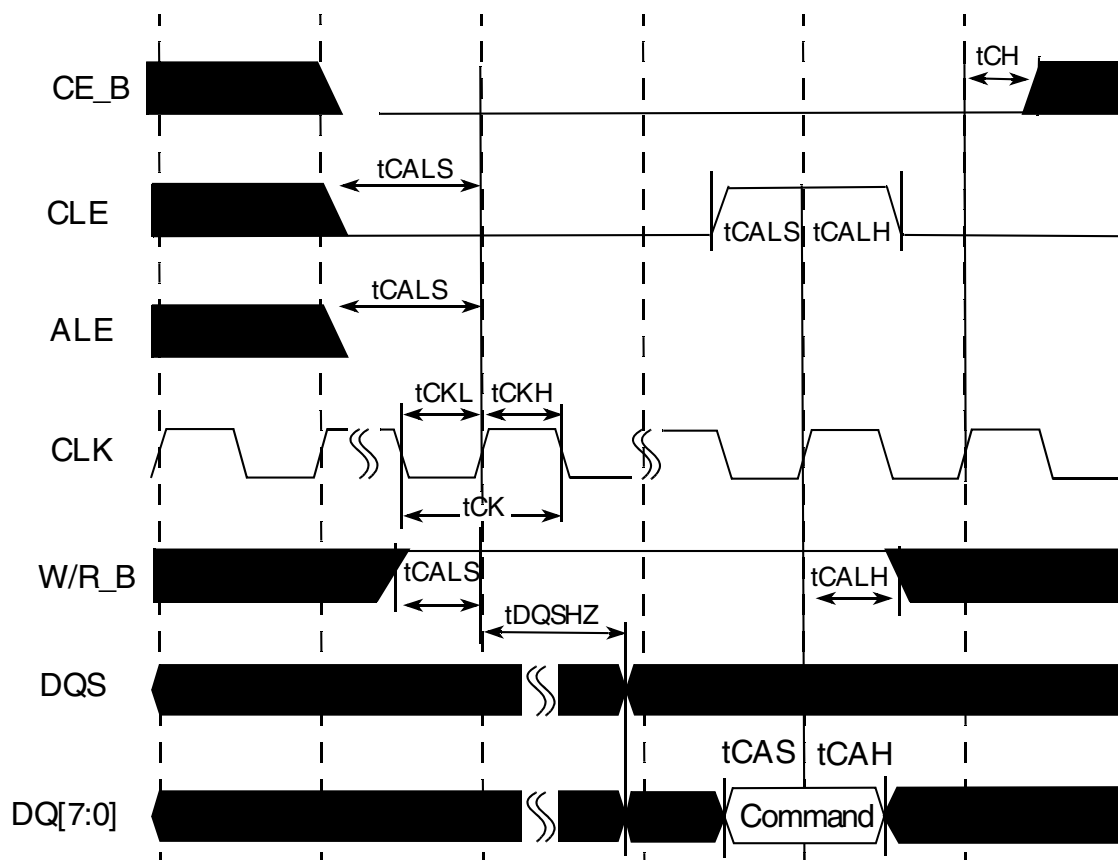 CE_B
tCH
tCALS
CLE
tCALS tCALH
tCALS
ALE
tCKL tCKH
CLK
tCK
W/R_B
tCALS
tCALH
tDQSHZ
DQS
tCAS tCAH
DQ[7:0]
Command